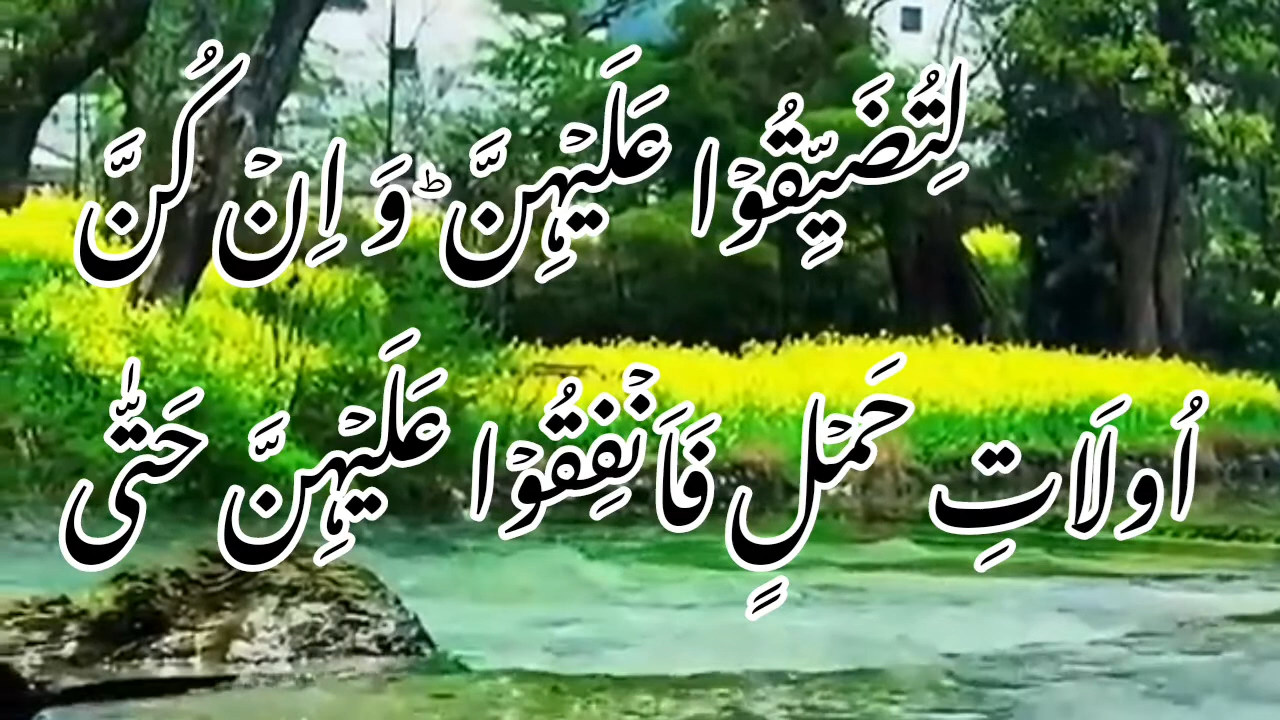 لِتُضَيِّقُوۡا عَلَيۡهِنَّ ؕ وَ اِنۡ كُنَّ
اُولَاتِ حَمۡلٍ فَاَنۡفِقُوۡا عَلَيۡهِنَّ حَتّٰى